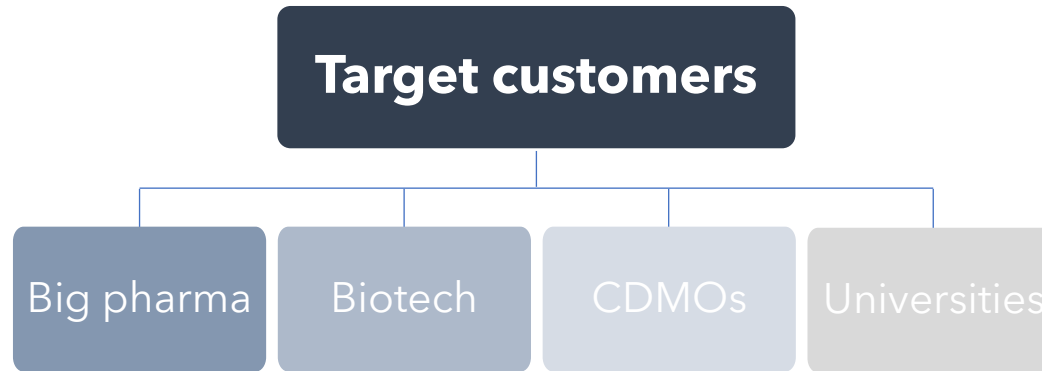 Target customers
Big pharma
Biotech
CDMOs
Universities